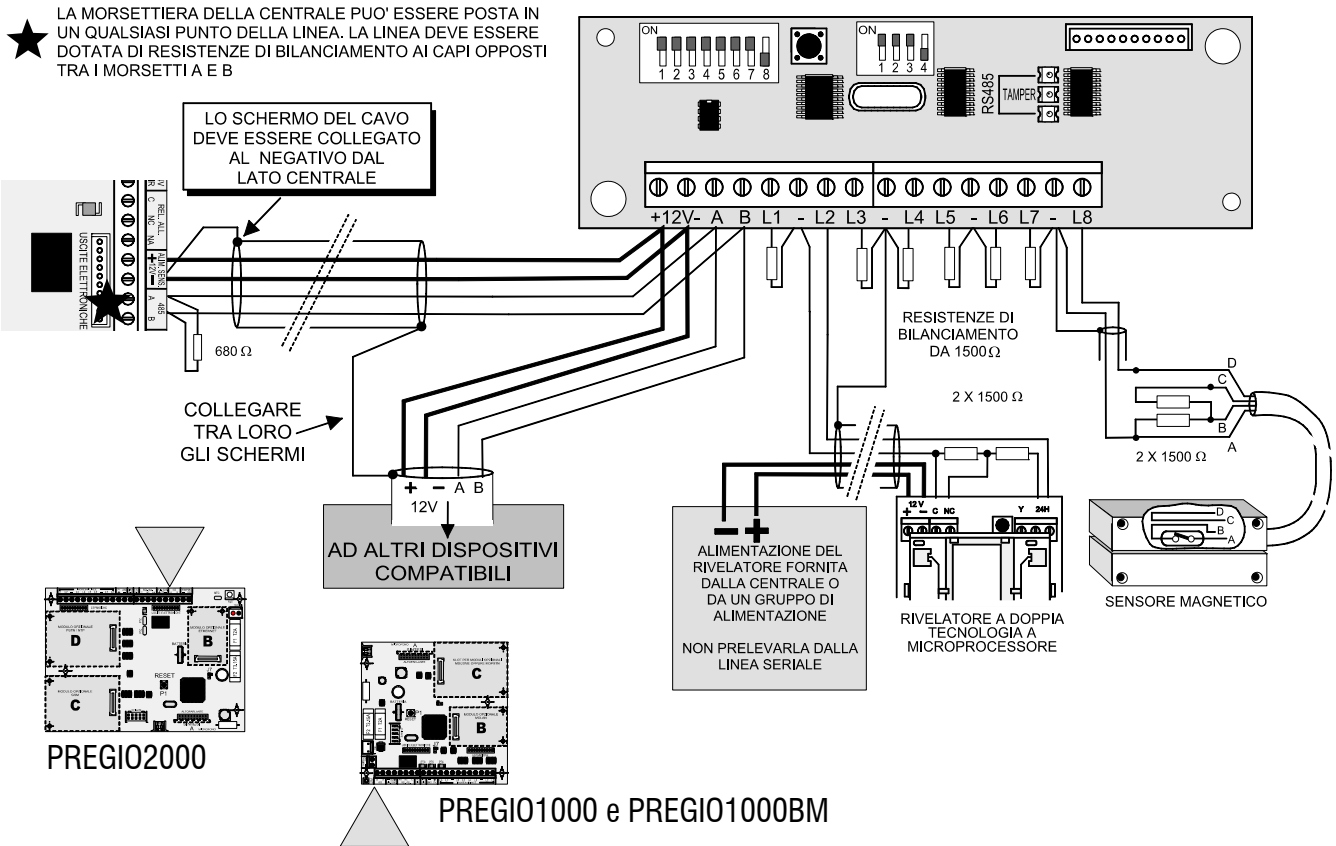 LA MORSETTIERA DELLA CENTRALE PUO' ESSERE POSTA IN
UN QUALSIASI PUNTO DELLA LINEA. LA LINEA DEVE ESSERE
DOTATA DI RESISTENZE DI BILANCIAMENTO AI CAPI OPPOSTI
TRA I MORSETTI A E B
ON
1 2 3 4 5 6 7 8
ON
1 2 3 4
RS485
TAMPER
LO SCHERMO DEL CAVO
DEVE ESSERE COLLEGATO
AL NEGATIVO DAL
LATO CENTRALE
+12V- A B L1 - L2 L3 - L4 L5 - L6 L7 - L8
C NC NA
REL. ALL.
+12V-
ALIM. SENS.
A B
485
USCITE ELETTRONICHE
680 Ω
RESISTENZE DI
BILANCIAMENTO
DA 1500Ω
2 X 1500 Ω
D
C
B
A
2 X 1500 Ω
COLLEGARE
TRA LORO
GLI SCHERMI
+ − A B
12V
AD ALTRI DISPOSITIVI
COMPATIBILI
− +
ALIMENTAZIONE DEL
RIVELATORE FORNITA
DALLA CENTRALE O
DA UN GRUPPO DI
ALIMENTAZIONE
NON PRELEVARLA DALLA
LINEA SERIALE
12V
+ − C NC Y 24H
RIVELATORE A DOPPIA
TECNOLOGIA A
MICROPROCESSORE
D
C
B
A
SENSORE MAGNETICO
D
B
C
RESET
P1
PREGIO2000
C
B
PREGIO1000 e PREGIO1000BM